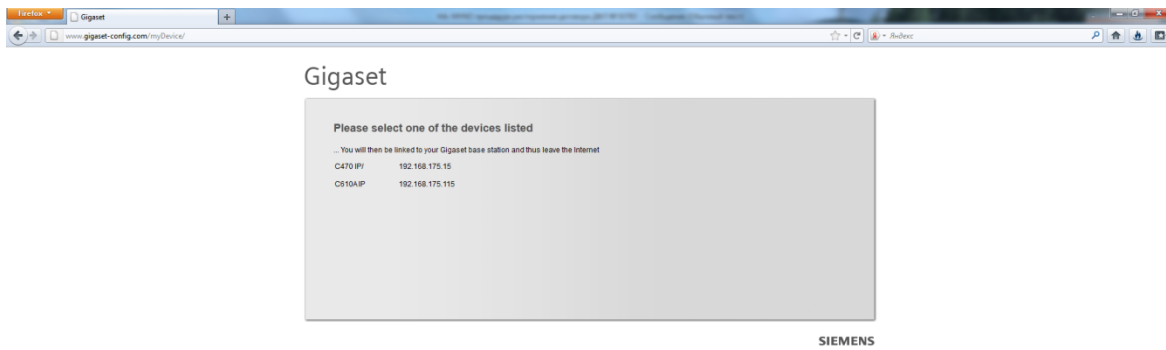 Firefox
Gigaset
www.gigaset-config.com/myDevice/
Яндекс
Gigaset
Please select one of the devices listed
... You will then be linked to your Gigaset base station and thus leave the Internet
C470 IP/ 192.168.175.15
C610A IP 192.168.175.115
SIEMENS